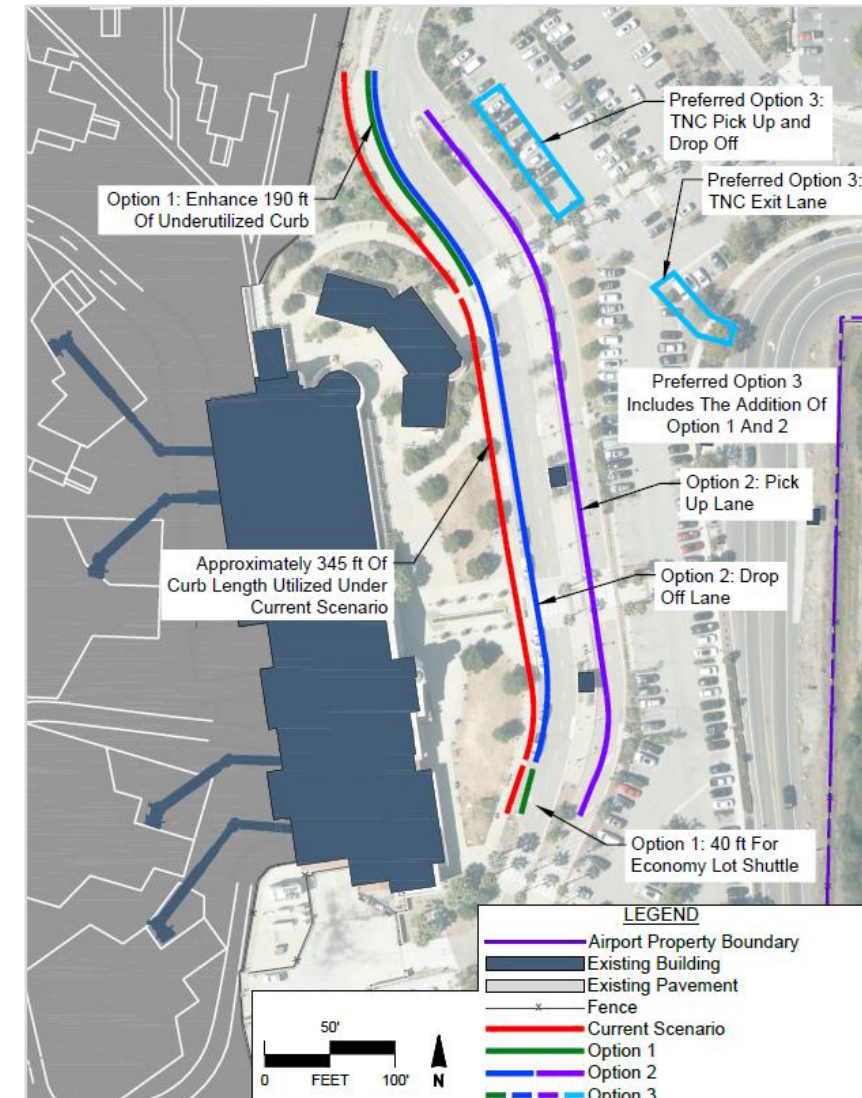 Preferred Option 3:
TNC Pick Up and
Drop Off
Preferred Option 3:
TNC Exit Lane
Option 1: Enhance 190 ft
Of Underutilized Curb
Preferred Option 3
Includes The Addition Of
Option 1 And 2
Option 2: Pick
Up Lane
Approximately 345 ft Of
Curb Length Utilized Under
Current Scenario
Option 2: Drop
Off Lane
Option 1: 40 ft For
Economy Lot Shuttle
LEGEND
Airport Property Boundary
Existing Building
Existing Pavement
Fence
Current Scenario
Option 1
Option 2
Option 3
50'
0 FEET 100'
N